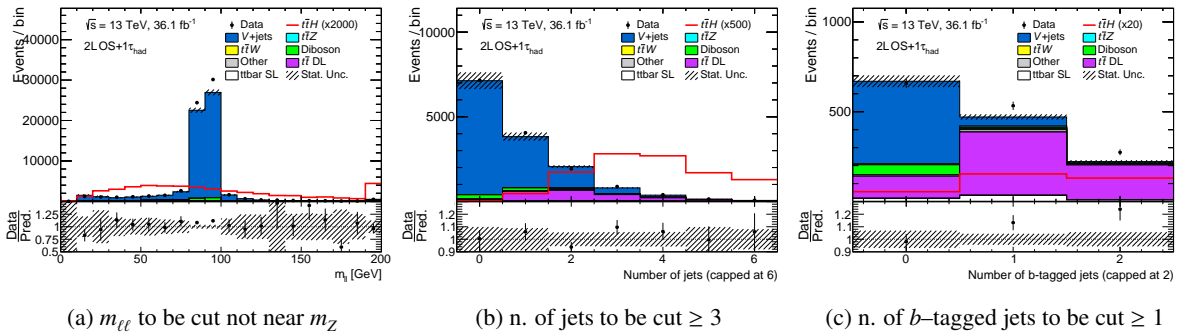 Events / bin
40000
30000
20000
10000
√s = 13 TeV, 36.1 fb⁻¹
2LOS+1τhad
Data
tt̄H (x2000)
V+jets
tt̄Z
tt̄W
Diboson
Other
tt̄ DL
ttbar SL
Stat. Unc.
Data
Pred.
1.25
1
0.75
0.5
0 20 40 60 80 100 120 140 160 180 200
mll [GeV]
(a) mℓℓ to be cut not near mZ
Events / bin
10000
5000
√s = 13 TeV, 36.1 fb⁻¹
2LOS+1τhad
Data
tt̄H (x500)
V+jets
tt̄Z
tt̄W
Diboson
Other
tt̄ DL
ttbar SL
Stat. Unc.
Data
Pred.
1.2
1.1
1
0.9
0 2 4 6
Number of jets (capped at 6)
(b) n. of jets to be cut ≥ 3
Events / bin
1000
500
√s = 13 TeV, 36.1 fb⁻¹
2LOS+1τhad
Data
tt̄H (x20)
V+jets
tt̄Z
tt̄W
Diboson
Other
tt̄ DL
ttbar SL
Stat. Unc.
Data
Pred.
1.2
1.1
1
0.9
0 1 2
Number of b-tagged jets (capped at 2)
(c) n. of b–tagged jets to be cut ≥ 1